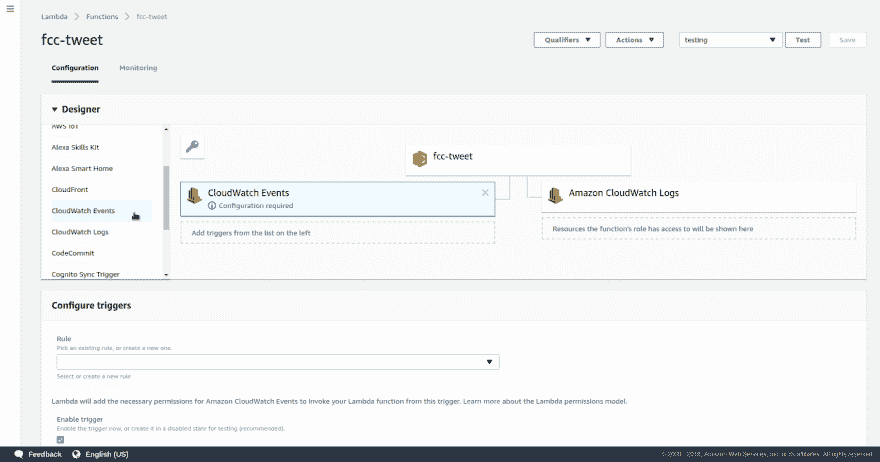 Lambda > Functions > fcc-tweet
fcc-tweet
Qualifiers Actions testing Test Save
Configuration Monitoring
Designer
AWS IoT
Alexa Skills Kit
Alexa Smart Home
CloudFront
CloudWatch Events
CloudWatch Logs
CodeCommit
Cognito Sync Trigger
fcc-tweet
CloudWatch Events
Configuration required
Add triggers from the list on the left
Amazon CloudWatch Logs
Resources the function's role has access to will be shown here
Configure triggers
Rule
Pick an existing rule, or create a new one.
Select or create a new rule
Lambda will add the necessary permissions for Amazon CloudWatch Events to invoke your Lambda function from this trigger. Learn more about the Lambda permissions model.
Enable trigger
Enable the trigger now, or create it in a disabled state for testing (recommended).
Feedback English (US)
Amazon Web Services, Inc. or its affiliates. All rights reserved.